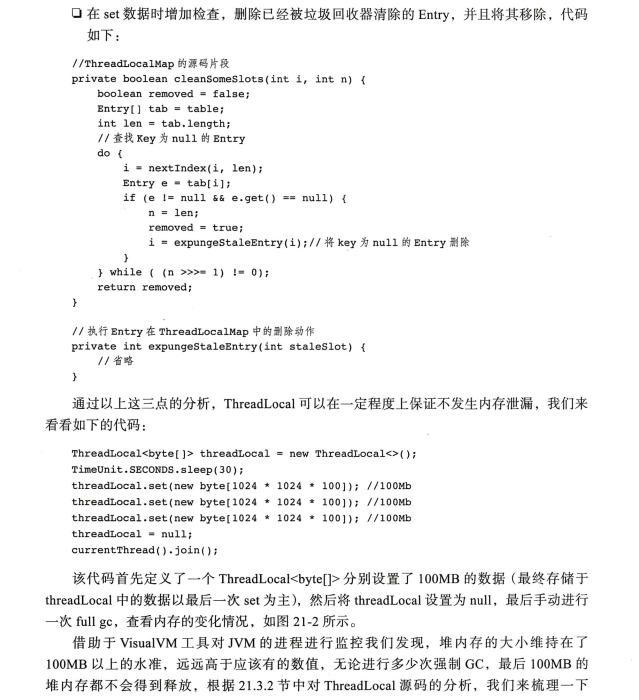 ❑ 在 set 数据时增加检查，删除已经被垃圾回收器清除的 Entry，并且将其移除，代码
如下：
//ThreadLocalMap 的源码片段
private boolean cleanSomeSlots(int i, int n) {
boolean removed = false;
Entry[] tab = table;
int len = tab.length;
// 查找 Key 为 null 的 Entry
do {
i = nextIndex(i, len);
Entry e = tab[i];
if (e != null && e.get() == null) {
n = len;
removed = true;
i = expungeStaleEntry(i);// 将 key 为 null 的 Entry 删除
}
} while ( (n >>>= 1) != 0);
return removed;
}
// 执行 Entry 在 ThreadLocalMap 中的删除动作
private int expungeStaleEntry(int staleSlot) {
// 省略
}
通过以上这三点的分析，ThreadLocal 可以在一定程度上保证不发生内存泄漏，我们来
看看如下的代码：
ThreadLocal<byte[]> threadLocal = new ThreadLocal<>();
TimeUnit.SECONDS.sleep(30);
threadLocal.set(new byte[1024 * 1024 * 100]); //100Mb
threadLocal.set(new byte[1024 * 1024 * 100]); //100Mb
threadLocal.set(new byte[1024 * 1024 * 100]); //100Mb
threadLocal = null;
currentThread().join();
该代码首先定义了一个 ThreadLocal<byte[]> 分别设置了 100MB 的数据（最终存储于
threadLocal 中的数据以最后一次 set 为主），然后将 threadLocal 设置为 null，最后手动进行
一次 full gc，查看内存的变化情况，如图 21-2 所示。
借助于 VisualVM 工具对 JVM 的进程进行监控我们发现，堆内存的大小维持在了
100MB 以上的水准，远远高于应该有的数值，无论进行多少次强制 GC，最后 100MB 的
堆内存都不会得到释放，根据 21.3.2 节中对 ThreadLocal 源码的分析，我们来梳理一下